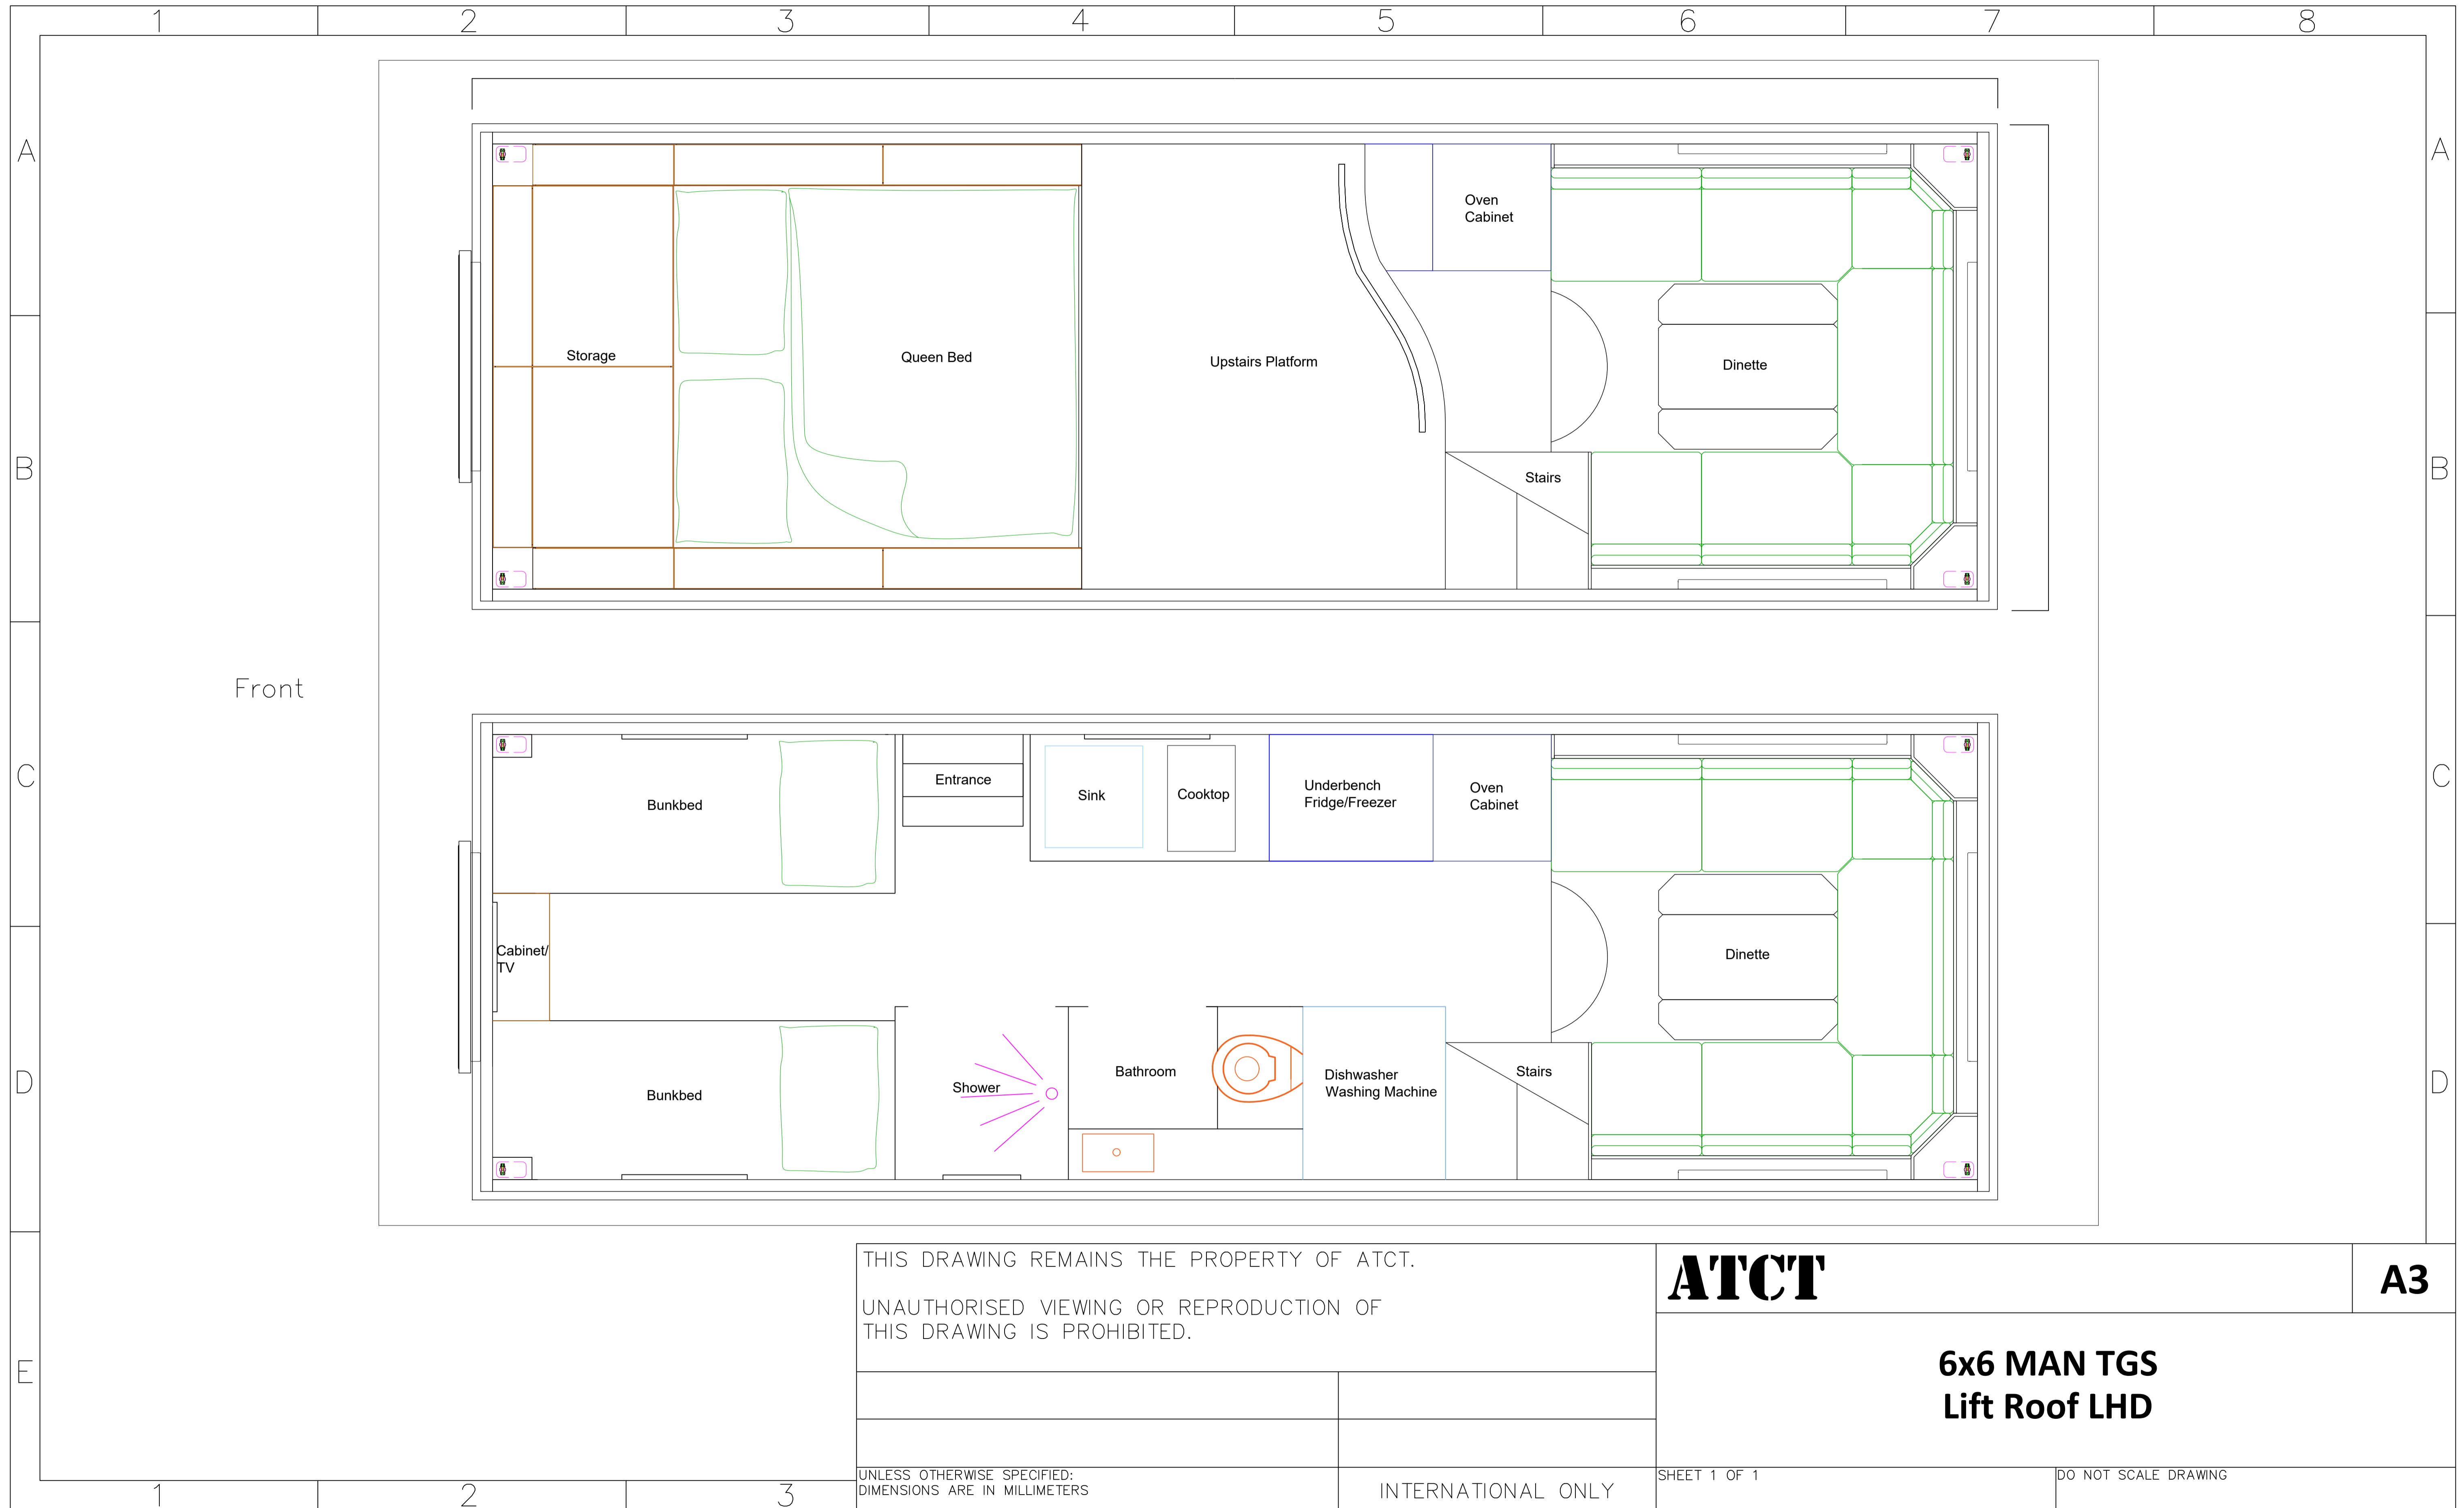 1 2 3 4 5 6 7 8
A A
Oven
Cabinet
Storage
Queen Bed
Upstairs Platform
Dinette
B B
Stairs
Front
C C
Bunkbed
Entrance
Sink
Cooktop
Underbench
Fridge/Freezer
Oven
Cabinet
Cabinet/
TV
Dinette
D D
Bunkbed
Shower
Bathroom
Dishwasher
Washing Machine
Stairs
E
THIS DRAWING REMAINS THE PROPERTY OF ATCT.
UNAUTHORISED VIEWING OR REPRODUCTION OF
THIS DRAWING IS PROHIBITED.
ATCT
A3
6x6 MAN TGS
Lift Roof LHD
UNLESS OTHERWISE SPECIFIED:
DIMENSIONS ARE IN MILLIMETERS
INTERNATIONAL ONLY
SHEET 1 OF 1
DO NOT SCALE DRAWING
1 2 3